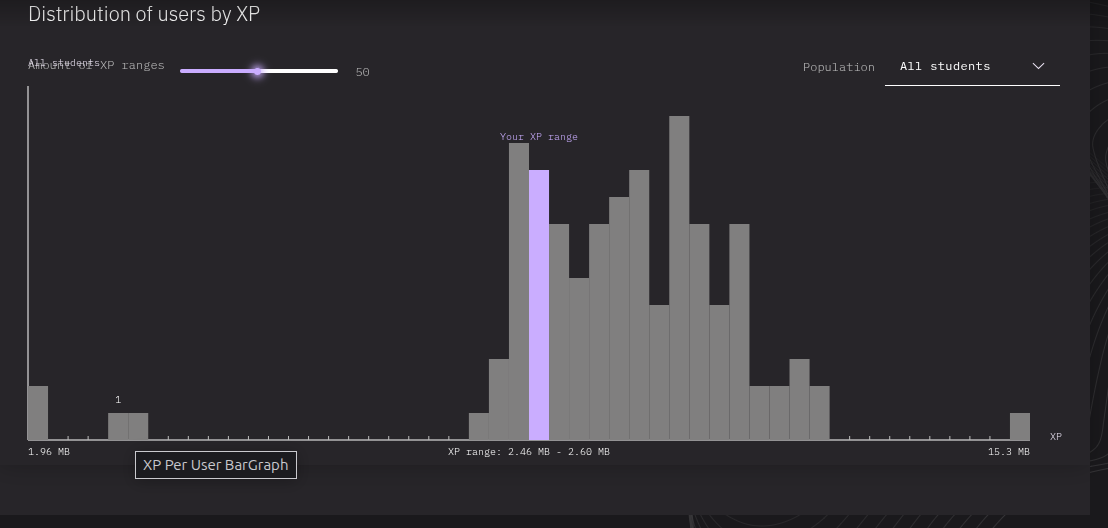 Distribution of users by XP
All students
Amount of XP ranges
50
Population
All students
Your XP range
1
XP
1.96 MB
XP range: 2.46 MB - 2.60 MB
15.3 MB
XP Per User BarGraph